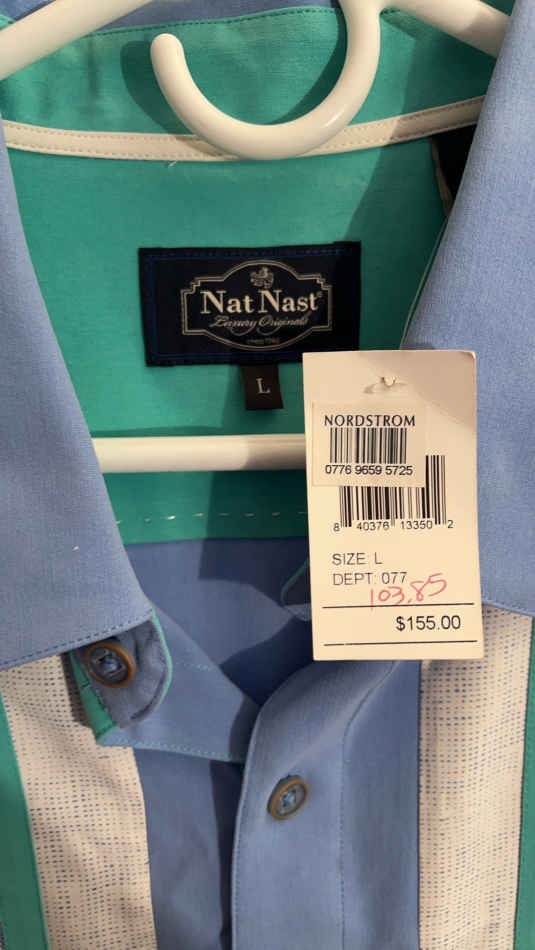 Nat Nast®
Luxury Originals
L
NORDSTROM
0776 9659 5725
8 40376 13350 2
SIZE: L
DEPT: 077
103.85
$155.00